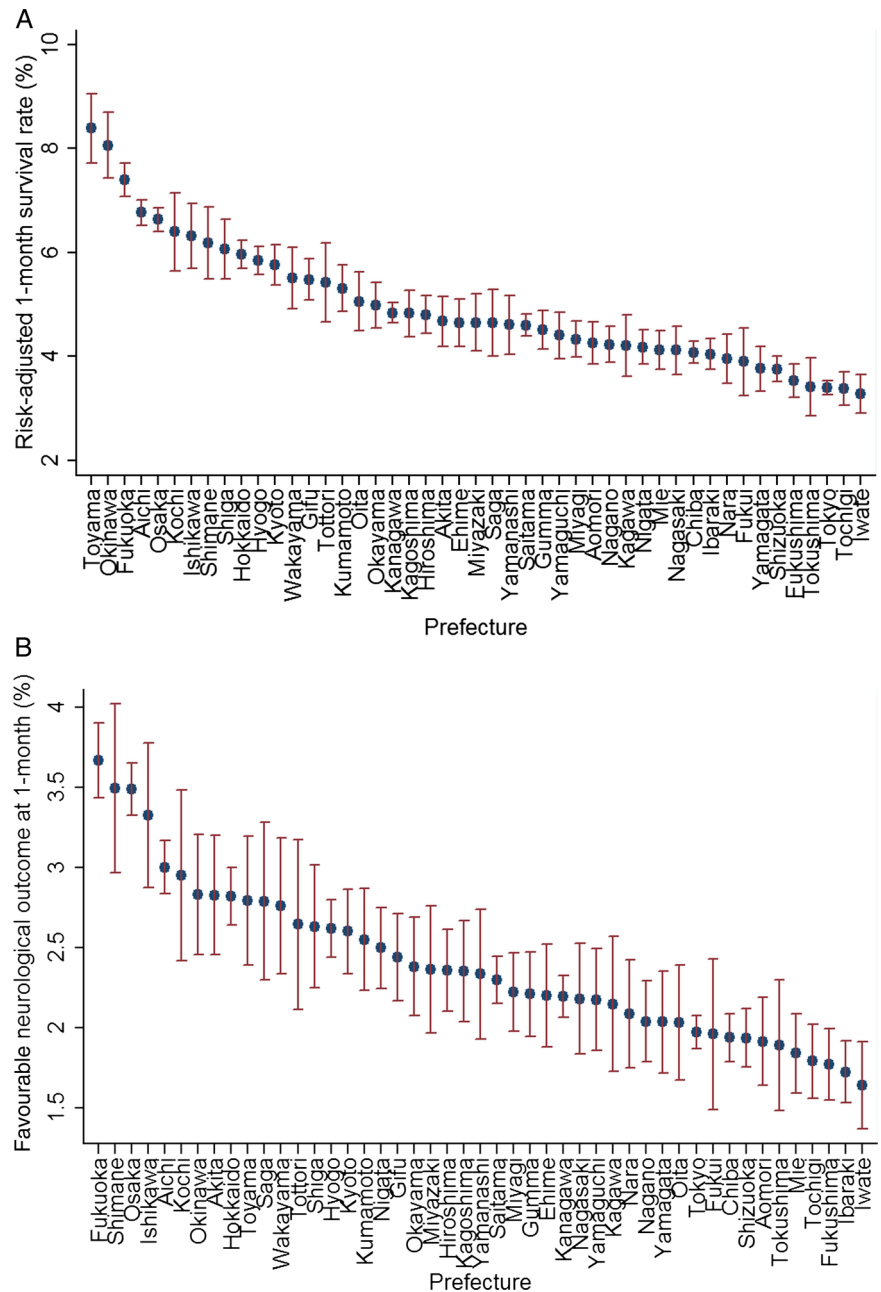 A
Risk-adjusted 1-month survival rate (%)
10
8
6
4
2
Toyama
Okinawa
Fukuoka
Aichi
Osaka
Kochi
Ishikawa
Shimane
Shiga
Hokkaido
Hyogo
Kyoto
Wakayama
Gifu
Tottori
Kumamoto
Oita
Okayama
Kanagawa
Kagoshima
Hiroshima
Akita
Ehime
Miyazaki
Saga
Yamanashi
Saitama
Gumma
Yamaguchi
Miyagi
Aomori
Nagano
Kagawa
Nigata
Mie
Nagasaki
Chiba
Ibaraki
Nara
Fukui
Yamagata
Shizuoka
Fukushima
Tokushima
Tokyo
Tochigi
Iwate
Prefecture
B
Favourable neurological outcome at 1-month (%)
4
3.5
3
2.5
2
1.5
Fukuoka
Shimane
Osaka
Ishikawa
Aichi
Kochi
Okinawa
Akita
Hokkaido
Toyama
Saga
Wakayama
Tottori
Shiga
Hyogo
Kyoto
Kumamoto
Nigata
Gifu
Okayama
Miyazaki
Hiroshima
Kagoshima
Yamanashi
Saitama
Miyagi
Gumma
Ehime
Kanagawa
Nagasaki
Yamaguchi
Kagawa
Nara
Nagano
Yamagata
Oita
Tokyo
Fukui
Chiba
Shizuoka
Aomori
Tokushima
Mie
Tochigi
Fukushima
Ibaraki
Iwate
Prefecture